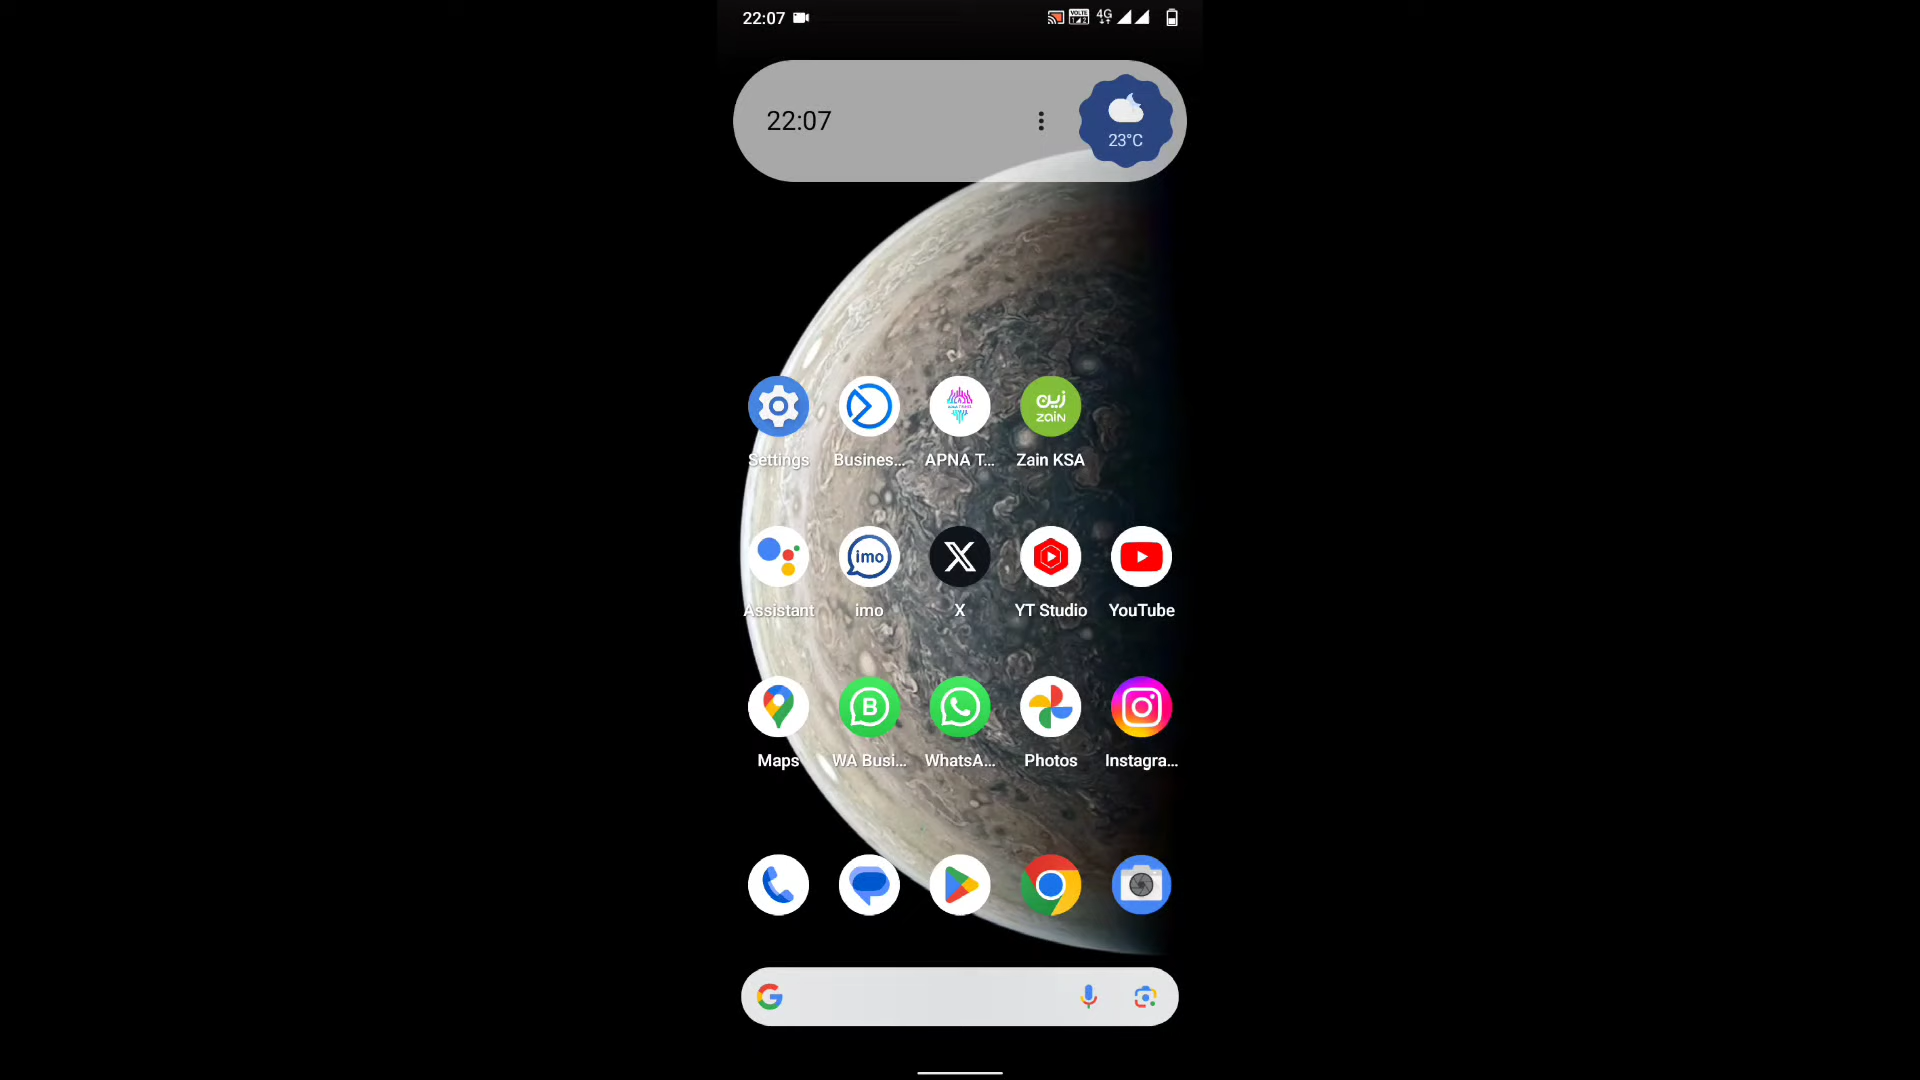 22:07
4G
22:07
23°C
زين
zain
Settings
Busines...
APNA T...
Zain KSA
imo
Assistant
imo
X
YT Studio
YouTube
B
Maps
WA Busi...
WhatsA...
Photos
Instagra...